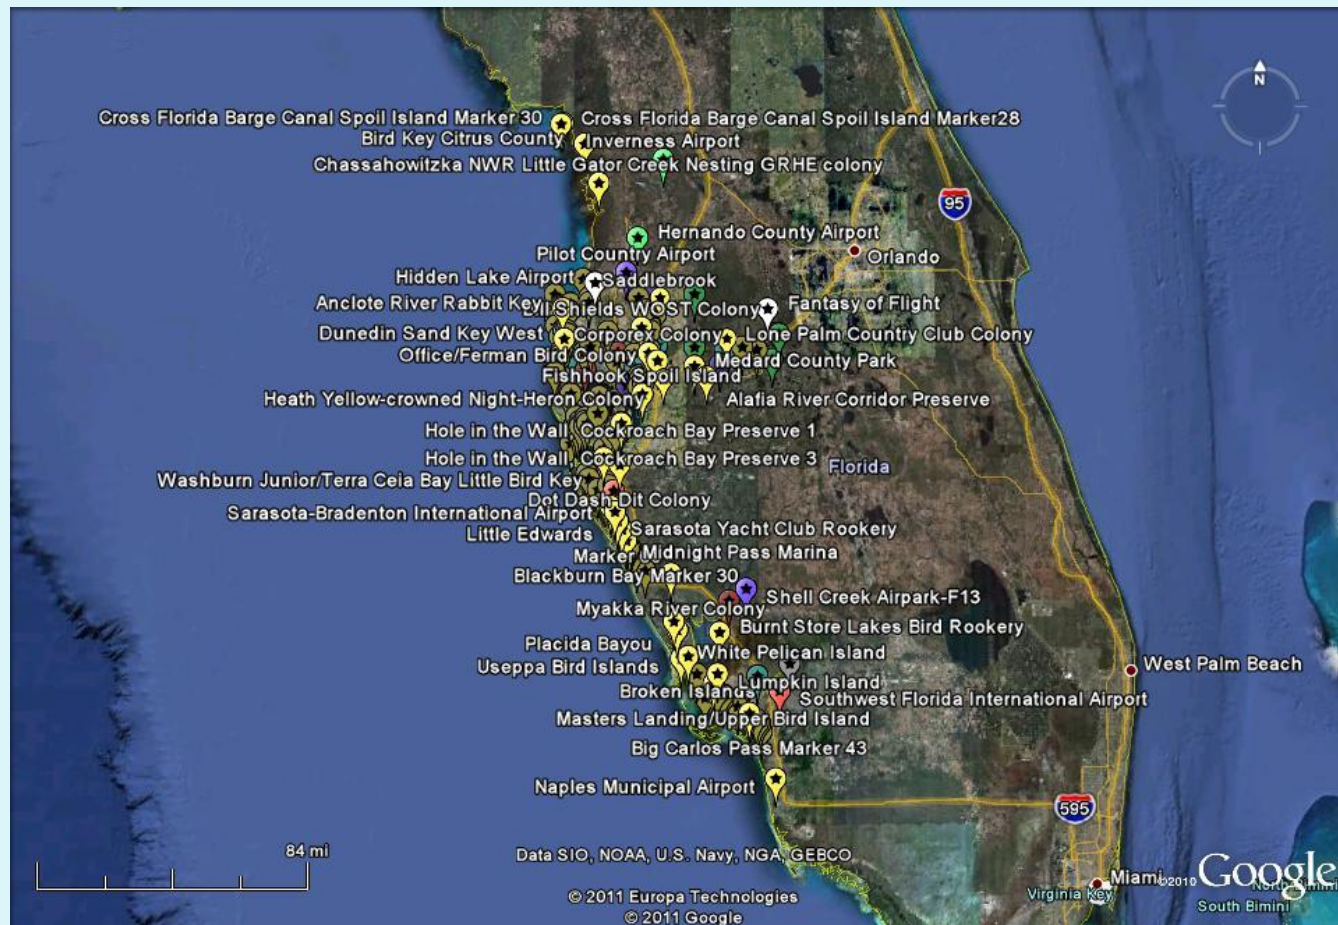 N
Cross Florida Barge Canal Spoil Island Marker 30
Cross Florida Barge Canal Spoil Island Marker28
Bird Key Citrus County
Inverness Airport
Chassahowitzka NWR Little Gator Creek Nesting GRHE colony
95
Hernando County Airport
Pilot Country Airport
Orlando
Hidden Lake Airport
Saddlebrook
Anclote River Rabbit Key
Shields WOST Colony
Fantasy of Flight
Dunedin Sand Key West
Corporex Colony
Lone Palm Country Club Colony
Office/Ferman Bird Colony
Medard County Park
Fishhook Spoil Island
Heath Yellow-crowned Night-Heron Colony
Alafia River Corridor Preserve
Hole in the Wall, Cockroach Bay Preserve 1
Hole in the Wall, Cockroach Bay Preserve 3
Florida
Washburn Junior/Terra Ceia Bay Little Bird Key
Dot Dash Dit Colony
Sarasota-Bradenton International Airport
Sarasota Yacht Club Rookery
Little Edwards
Marker
Midnight Pass Marina
Blackburn Bay Marker 30
Shell Creek Airpark-F13
Myakka River Colony
Burnt Store Lakes Bird Rookery
Placida Bayou
White Pelican Island
Useppa Bird Islands
West Palm Beach
Lumpkin Island
Broken Islands
Southwest Florida International Airport
Masters Landing/Upper Bird Island
Big Carlos Pass Marker 43
Naples Municipal Airport
595
84 mi
Data SIO, NOAA, U.S. Navy, NGA, GEBCO
© 2011 Europa Technologies
© 2011 Google
Miami
©2010 Google
Virginia Key
North Bimini
South Bimini